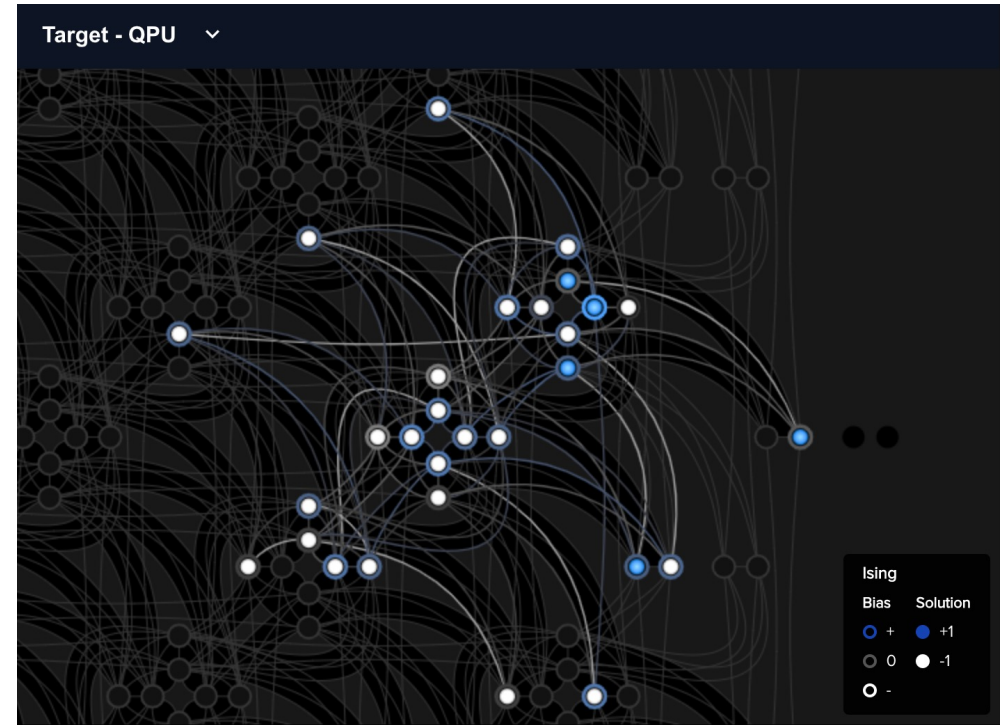 Target - QPU
Ising
Bias Solution
+ +1
0 -1
-